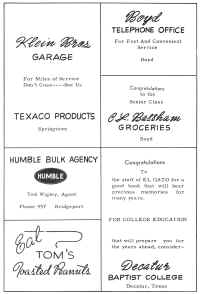 Klein Bros.
GARAGE
For Miles of Service
Don't Cuss----See Us
TEXACO PRODUCTS
Springtown
HUMBLE BULK AGENCY
HUMBLE
Tom Wigley, Agent
Phone 957 Bridgeport
Eat
TOM'S
Toasted Peanuts
Boyd
TELEPHONE OFFICE
For Fast And Convenient
Service
Boyd
Congratulations
to the
Senior Class
GROCERIES
Boyd
Congratulations
To
the staff of EL GATO for a
good book that will bear
precious memories for
many years.
FOR COLLEGE EDUCATION
that will prepare you for
the years ahead, consider-
Decatur
BAPTIST COLLEGE
Decatur, Texas